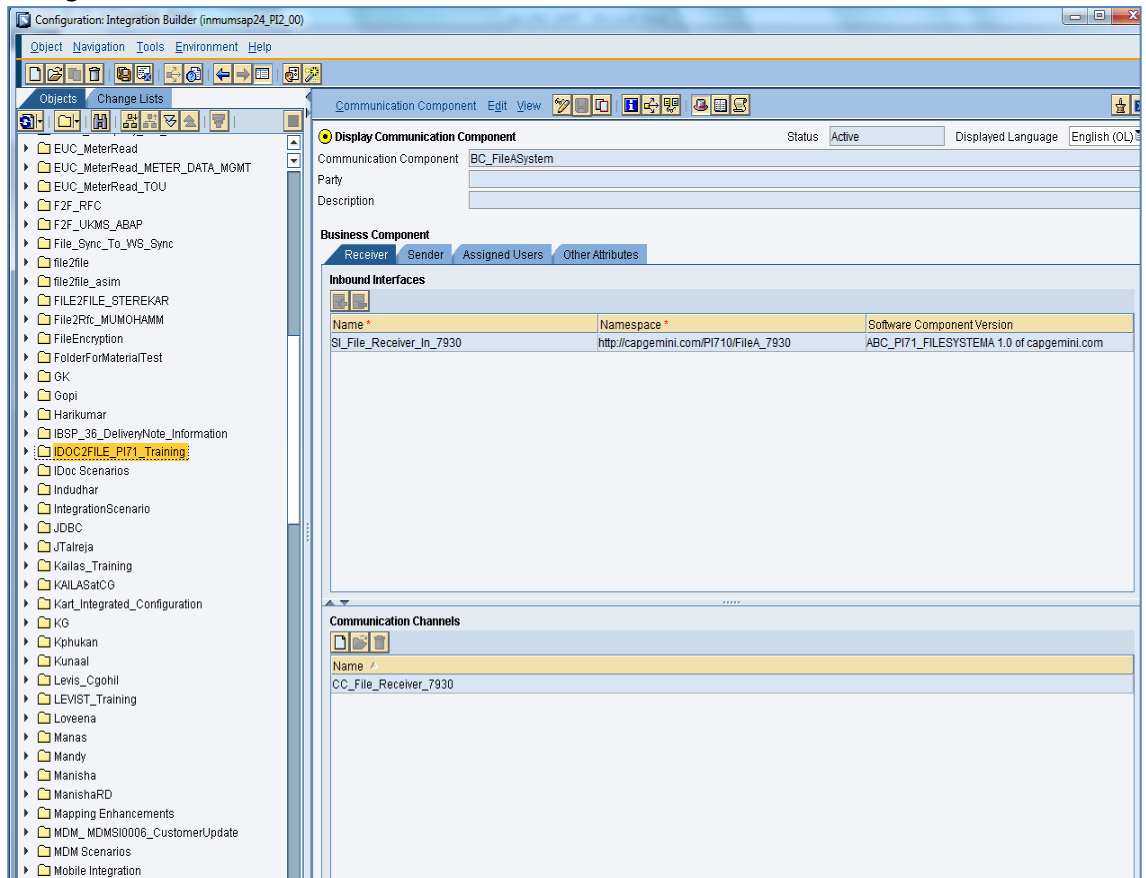 Configuration: Integration Builder (inmumsap24_PI2_00)
Object Navigation Tools Environment Help
Objects Change Lists
EUC_MeterRead
EUC_MeterRead_METER_DATA_MGMT
EUC_MeterRead_TOU
F2F_RFC
F2F_UKMS_ABAP
File_Sync_To_WS_Sync
file2file
file2file_asim
FILE2FILE_STEREKAR
File2Rfc_MUMOHAMM
FileEncryption
FolderForMaterialTest
GK
Gopi
Harikumar
IBSP_36_DeliveryNote_Information
IDOC2FILE_PI71_Training
IDoc Scenarios
Indudhar
IntegrationScenario
JDBC
JTalreja
Kailas_Training
KAILASatCG
Kart_Integrated_Configuration
KG
Kphukan
Kunaal
Levis_Cgohil
LEVIST_Training
Loveena
Manas
Mandy
Manisha
ManishaRD
Mapping Enhancements
MDM_ MDMSI0006_CustomerUpdate
MDM Scenarios
Mobile Integration
Communication Component Edit View
Display Communication Component Status Active Displayed Language English (OL)
Communication Component BC_FileASystem
Party
Description
Business Component
Receiver Sender Assigned Users Other Attributes
Inbound Interfaces
Name * Namespace * Software Component Version
SI_File_Receiver_In_7930 http://capgemini.com/PI710/FileA_7930 ABC_PI71_FILESYSTEMA 1.0 of capgemini.com
Communication Channels
Name
CC_File_Receiver_7930